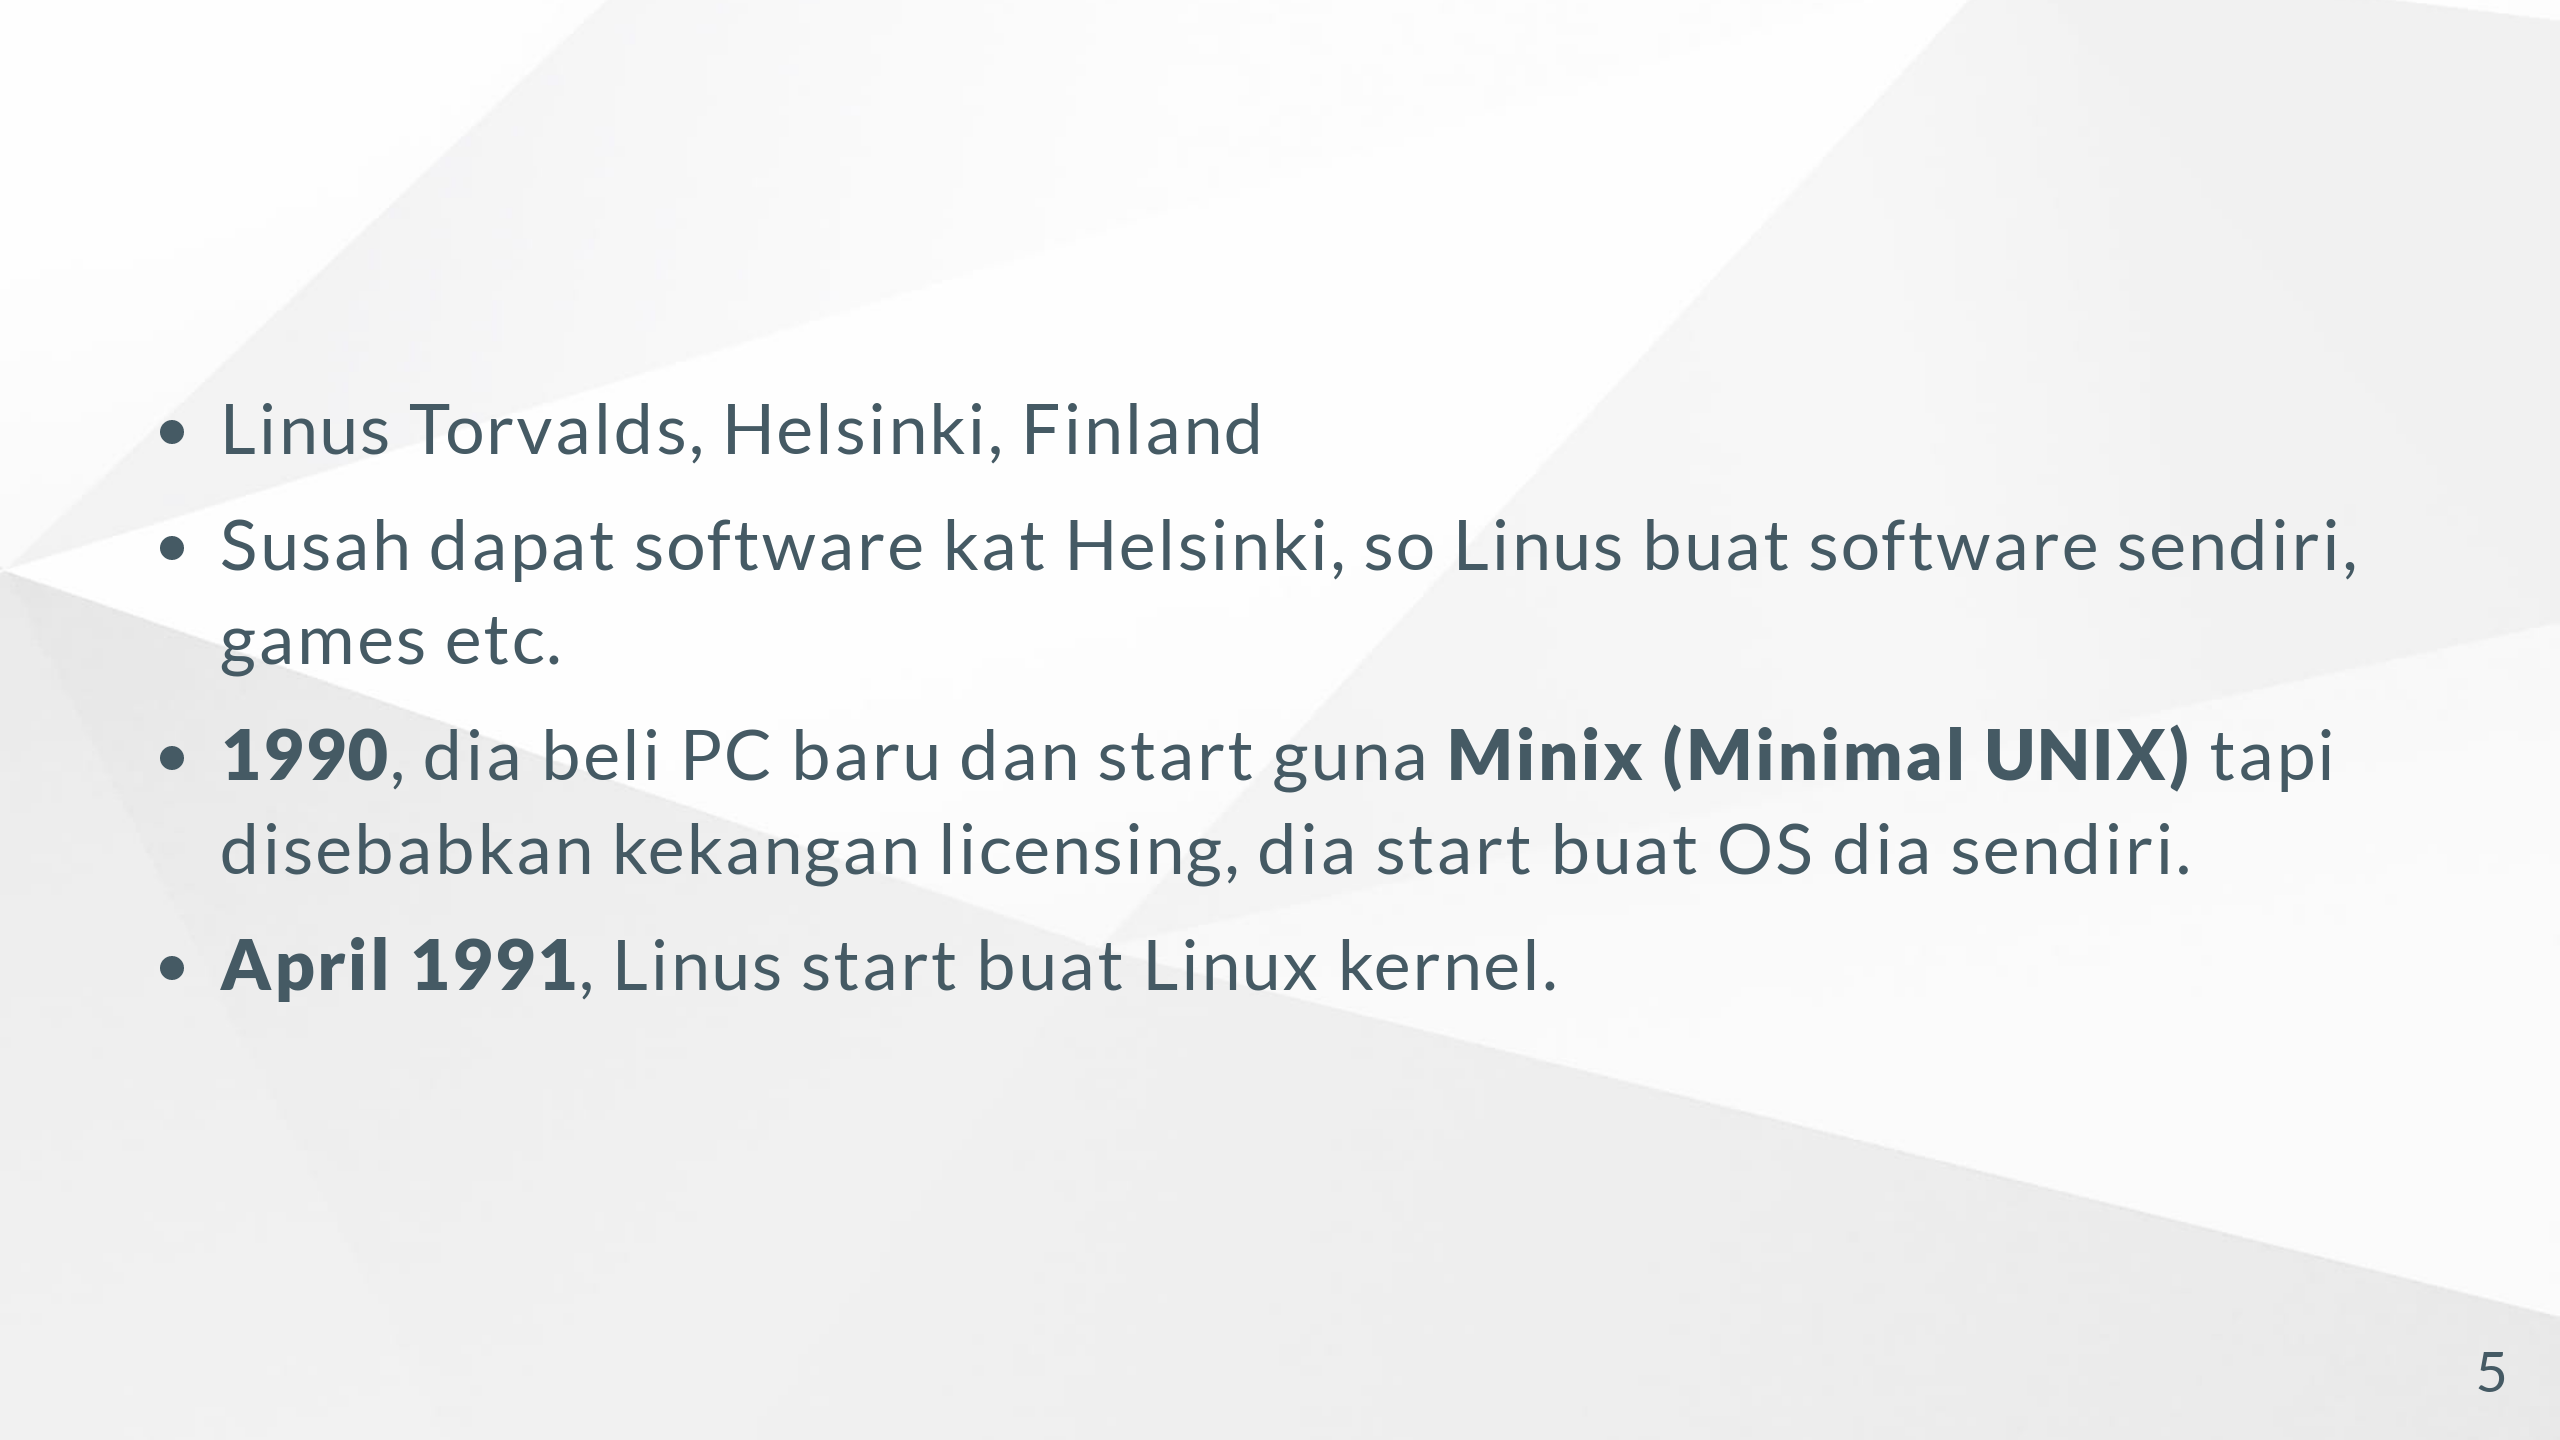 • Linus Torvalds, Helsinki, Finland
• Susah dapat software kat Helsinki, so Linus buat software sendiri,
games etc.
• 1990, dia beli PC baru dan start guna Minix (Minimal UNIX) tapi
disebabkan kekangan licensing, dia start buat OS dia sendiri.
• April 1991, Linus start buat Linux kernel.
5